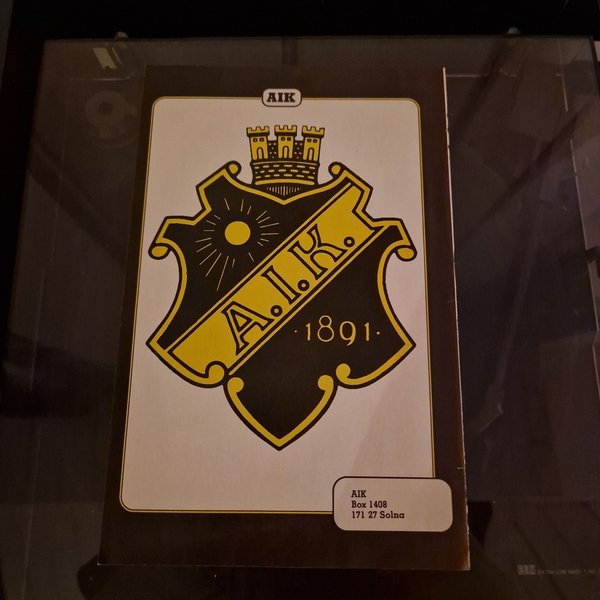 AIK
A.I.K.
·1891·
AIK
Box 1408
171 27 Solna